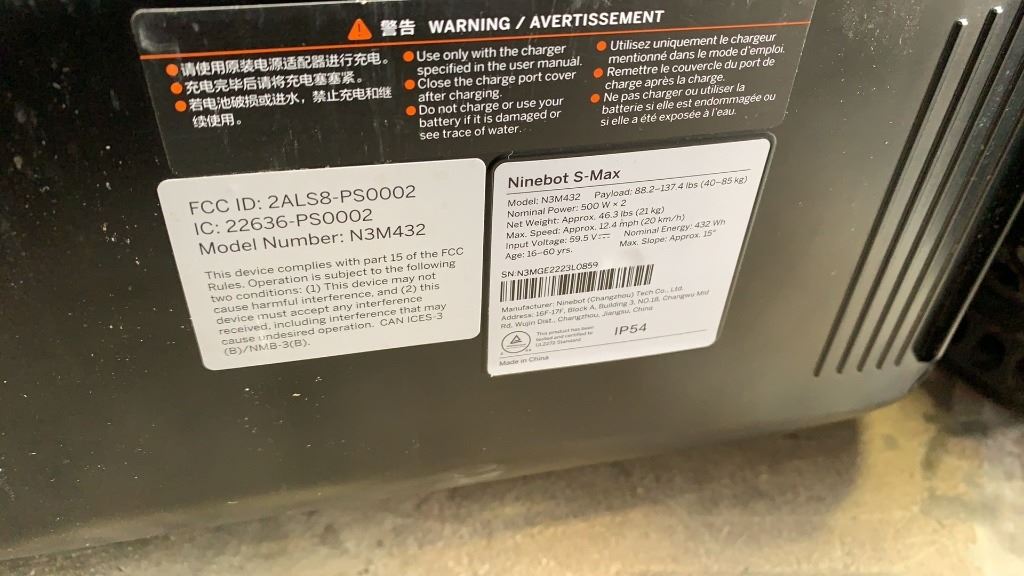 警告 WARNING / AVERTISSEMENT
请使用原装电源适配器进行充电。
充电完毕后请将充电塞塞紧。
若电池破损或进水，禁止充电和继
续使用。
Use only with the charger
specified in the user manual.
Close the charge port cover
after charging.
Do not charge or use your
battery if it is damaged or
see trace of water.
Utilisez uniquement le chargeur
mentionné dans le mode d'emploi.
Remettre le couvercle du port de
charge après la charge.
Ne pas charger ou utiliser la
batterie si elle est endommagée ou
si elle a été exposée à l'eau.
FCC ID: 2ALS8-PS0002
IC: 22636-PS0002
Model Number: N3M432
This device complies with part 15 of the FCC
Rules. Operation is subject to the following
two conditions: (1) This device may not
cause harmful interference, and (2) this
device must accept any interference
received, including interference that may
cause undesired operation. CAN ICES-3
(B)/NMB-3(B).
Ninebot S-Max
Model: N3M432 Payload: 88.2–137.4 lbs (40–85 kg)
Nominal Power: 500 W × 2
Net Weight: Approx. 46.3 lbs (21 kg)
Max. Speed: Approx. 12.4 mph (20 km/h)
Input Voltage: 59.5 V⎓ Nominal Energy: 432 Wh
Age: 16–60 yrs. Max. Slope: Approx. 15°
SN:N3MGE2223L0859
Manufacturer: Ninebot (Changzhou) Tech Co., Ltd.
Address: 16F-17F, Block A, Building 3, NO.18, Changwu Mid
Rd, Wujin Dist., Changzhou, Jiangsu, China
This product has been
tested and certified to
UL2272 Standard
IP54
Made in China